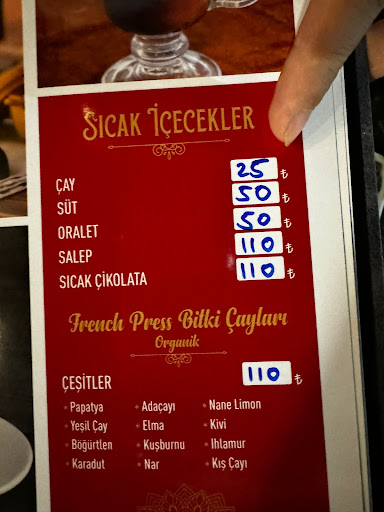 SICAK İÇECEKLER
ÇAY 25 ₺
SÜT 50 ₺
ORALET 50 ₺
SALEP 110 ₺
SICAK ÇİKOLATA 110 ₺
French Press Bitki Çayları
Organik
ÇEŞİTLER 110 ₺
• Papatya • Adaçayı • Nane Limon
• Yeşil Çay • Elma • Kivi
• Böğürtlen • Kuşburnu • Ihlamur
• Karadut • Nar • Kış Çayı